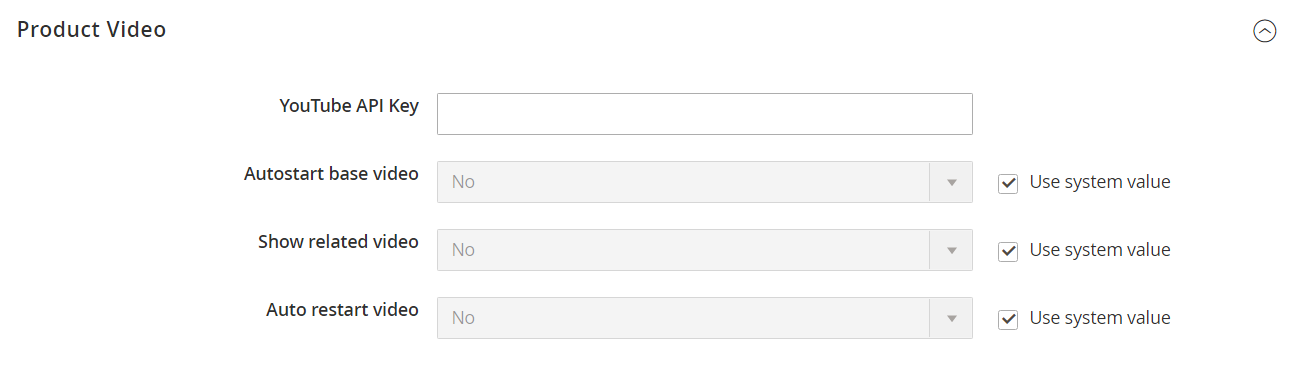 Product Video
YouTube API Key
Autostart base video No Use system value
Show related video No Use system value
Auto restart video No Use system value